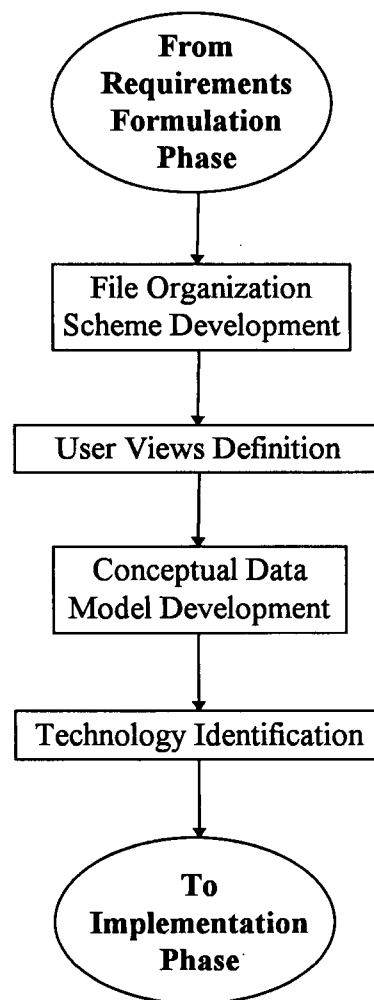 From
Requirements
Formulation
Phase
File Organization
Scheme Development
User Views Definition
Conceptual Data
Model Development
Technology Identification
To
Implementation
Phase